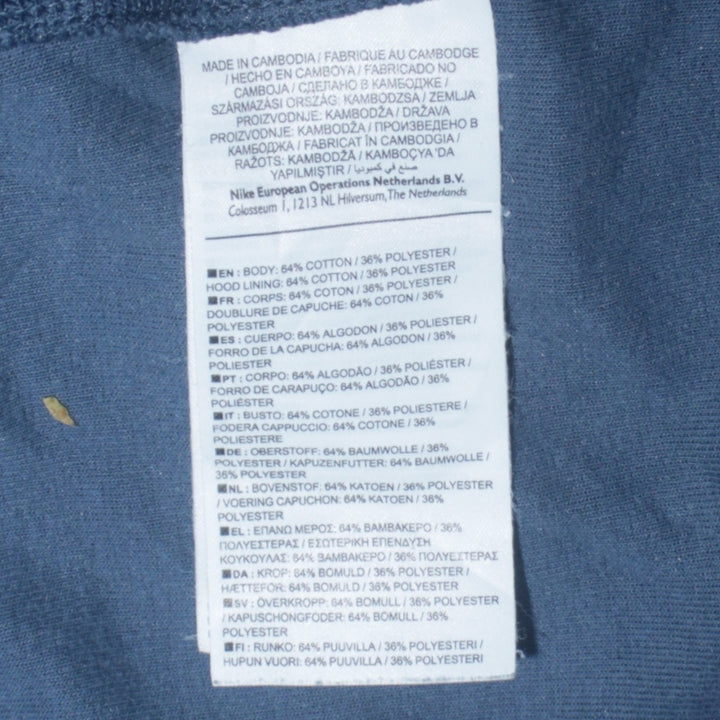 MADE IN CAMBODIA / FABRIQUE AU CAMBODGE
/ HECHO EN CAMBOYA / FABRICADO NO
CAMBOJA / СДЕЛАНО В КАМБОДЖЕ /
SZÁRMAZÁSI ORSZÁG: KAMBODZSA / ZEMLJA
PROIZVODNJE: KAMBODŽA / DRŽAVA
PROIZVODNJE: KAMBODŽA / ПРОИЗВЕДЕНО В
КАМБОДЖА / FABRICAT ÎN CAMBODGIA /
RAŽOTS: KAMBODŽĀ / KAMBOÇYA 'DA
YAPILMIŞTIR / صنع في كمبوديا
Nike European Operations Netherlands B.V.
Colosseum 1, 1213 NL Hilversum, The Netherlands
EN : BODY: 64% COTTON / 36% POLYESTER /
HOOD LINING: 64% COTTON / 36% POLYESTER
FR : CORPS: 64% COTON / 36% POLYESTER /
DOUBLURE DE CAPUCHE: 64% COTON / 36%
POLYESTER
ES : CUERPO: 64% ALGODON / 36% POLIESTER /
FORRO DE LA CAPUCHA: 64% ALGODON / 36%
POLIESTER
PT : CORPO: 64% ALGODÃO / 36% POLIÉSTER /
FORRO DE CARAPUÇO: 64% ALGODÃO / 36%
POLIÉSTER
IT : BUSTO: 64% COTONE / 36% POLIESTERE /
FODERA CAPPUCCIO: 64% COTONE / 36%
POLIESTERE
DE : OBERSTOFF: 64% BAUMWOLLE / 36%
POLYESTER / KAPUZENFUTTER: 64% BAUMWOLLE /
36% POLYESTER
NL : BOVENSTOF: 64% KATOEN / 36% POLYESTER
/ VOERING CAPUCHON: 64% KATOEN / 36%
POLYESTER
EL : ΕΠΑΝΩ ΜΕΡΟΣ: 64% ΒΑΜΒΑΚΕΡΟ / 36%
ΠΟΛΥΕΣΤΕΡΑΣ / ΕΣΩΤΕΡΙΚΗ ΕΠΕΝΔΥΣΗ
ΚΟΥΚΟΥΛΑΣ: 64% ΒΑΜΒΑΚΕΡΟ / 36% ΠΟΛΥΕΣΤΕΡΑΣ
DA : KROP: 64% BOMULD / 36% POLYESTER /
HÆTTEFOR: 64% BOMULD / 36% POLYESTER
SV : ÖVERKROPP: 64% BOMULL / 36% POLYESTER
/ KAPUSCHONGFODER: 64% BOMULL / 36%
POLYESTER
FI : RUNKO: 64% PUUVILLA / 36% POLYESTERI /
HUPUN VUORI: 64% PUUVILLA / 36% POLYESTERI